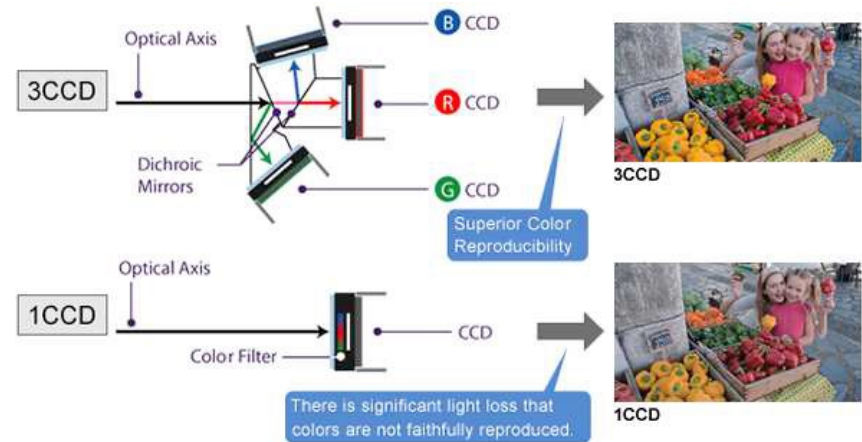 Optical Axis
B CCD
3CCD
R CCD
Dichroic
Mirrors
G CCD
Superior Color
Reproducibility
3CCD
Optical Axis
1CCD
CCD
Color Filter
There is significant light loss that
colors are not faithfully reproduced.
1CCD